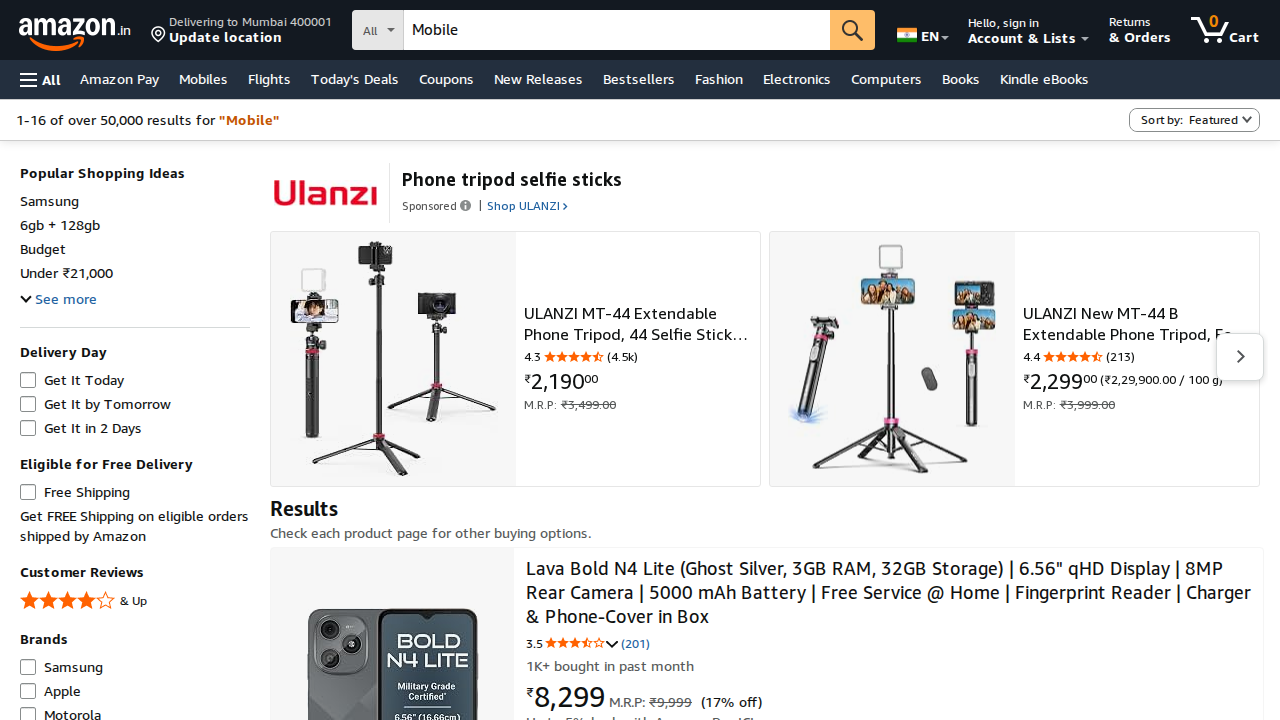 amazon.in
Delivering to Mumbai 400001
Update location
All
Mobile
EN
Hello, sign in
Account & Lists
Returns
& Orders
0
Cart
All
Amazon Pay
Mobiles
Flights
Today's Deals
Coupons
New Releases
Bestsellers
Fashion
Electronics
Computers
Books
Kindle eBooks
1-16 of over 50,000 results for "Mobile"
Sort by: Featured
Popular Shopping Ideas
Samsung
6gb + 128gb
Budget
Under ₹21,000
See more
Delivery Day
Get It Today
Get It by Tomorrow
Get It in 2 Days
Eligible for Free Delivery
Free Shipping
Get FREE Shipping on eligible orders
shipped by Amazon
Customer Reviews
& Up
Brands
Samsung
Apple
Motorola
Ulanzi
Phone tripod selfie sticks
Sponsored | Shop ULANZI
ULANZI MT-44 Extendable
Phone Tripod, 44 Selfie Stick…
4.3 (4.5k)
₹2,19000
M.R.P: ₹3,499.00
ULANZI New MT-44 B
Extendable Phone Tripod,
4.4 (213)
₹2,29900 (₹2,29,900.00 / 100 g)
M.R.P: ₹3,999.00
Results
Check each product page for other buying options.
BOLD
N4 LITE
Military Grade
Certified*
6.56" (16.66cm)
Lava Bold N4 Lite (Ghost Silver, 3GB RAM, 32GB Storage) | 6.56" qHD Display | 8MP
Rear Camera | 5000 mAh Battery | Free Service @ Home | Fingerprint Reader | Charger
& Phone-Cover in Box
3.5 (201)
1K+ bought in past month
₹8,299 M.R.P: ₹9,999 (17% off)